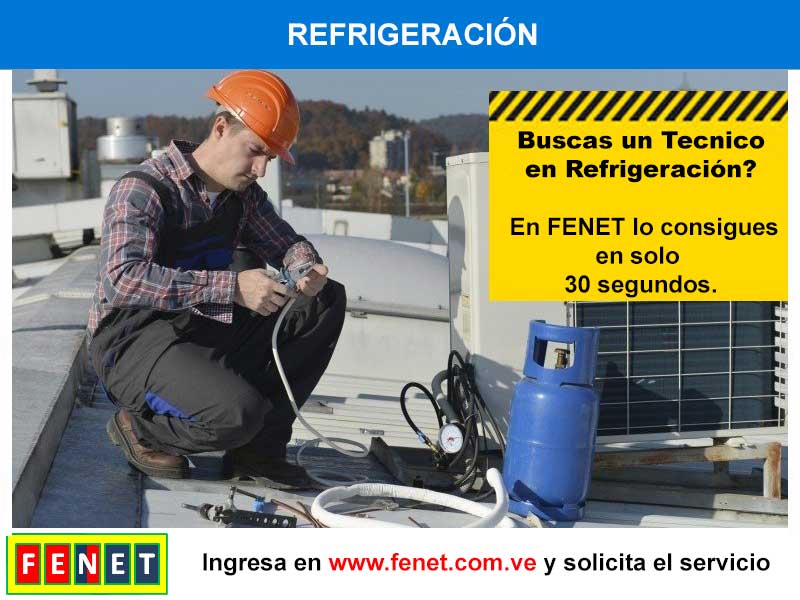 REFRIGERACIÓN
Buscas un Tecnico
en Refrigeración?
En FENET lo consigues
en solo
30 segundos.
FENET
Ingresa en www.fenet.com.ve y solicita el servicio